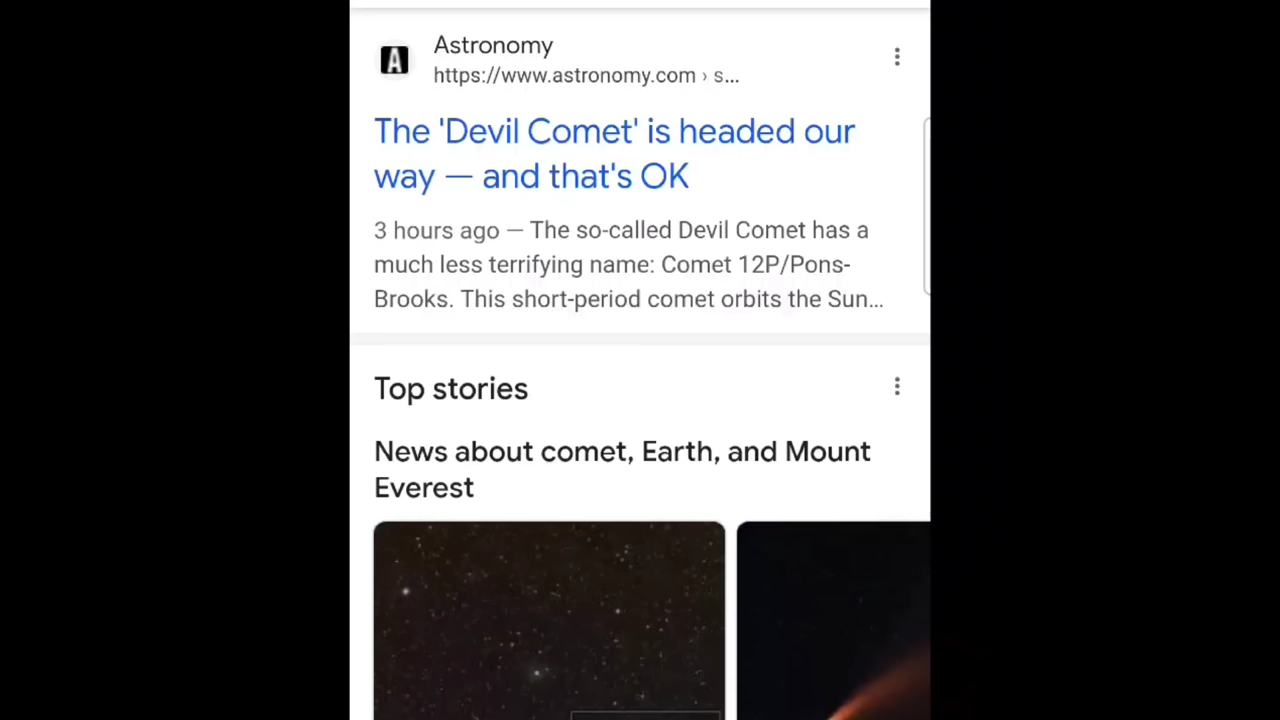 Astronomy
https://www.astronomy.com › s...
The 'Devil Comet' is headed our
way — and that's OK
3 hours ago — The so-called Devil Comet has a
much less terrifying name: Comet 12P/Pons-
Brooks. This short-period comet orbits the Sun...
Top stories
News about comet, Earth, and Mount
Everest